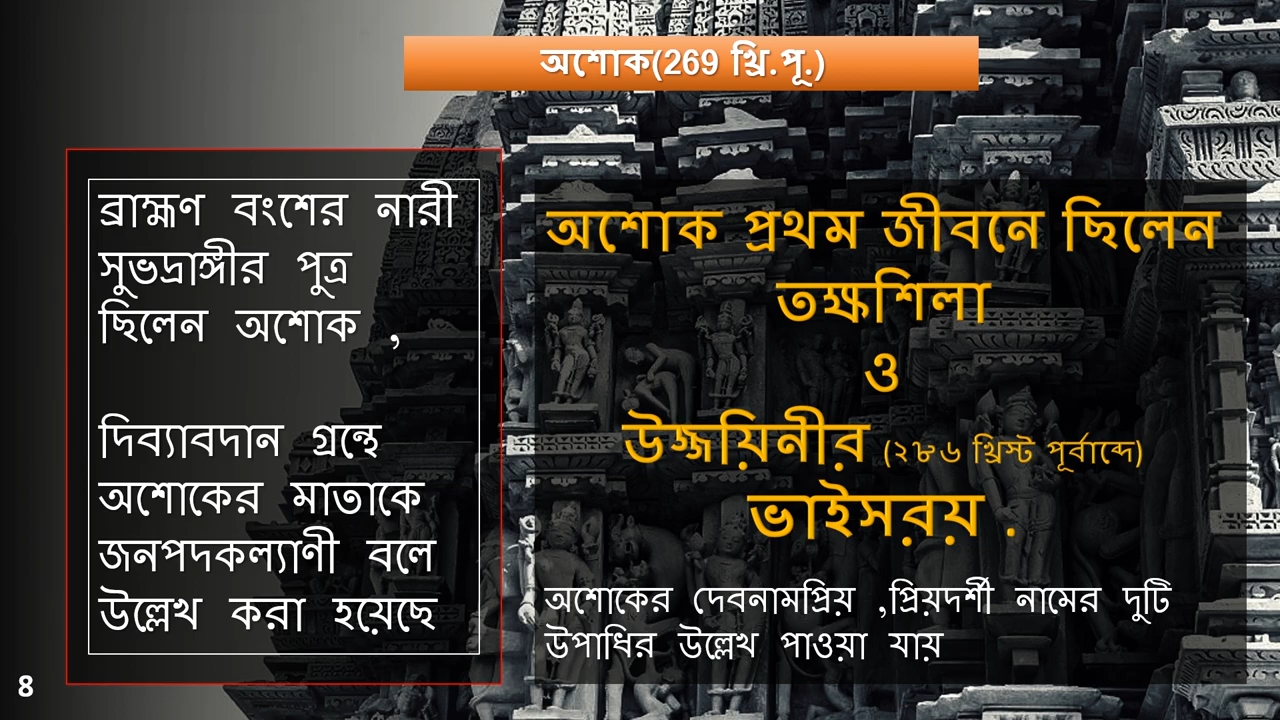 অশোক(269 খ্রি.পূ.)
ব্রাহ্মণ বংশের নারী
সুভদ্রাঙ্গীর পুত্র
ছিলেন অশোক ,
দিব্যাবদান গ্রন্থে
অশোকের মাতাকে
জনপদকল্যাণী বলে
উল্লেখ করা হয়েছে
অশোক প্রথম জীবনে ছিলেন
তক্ষশিলা
ও
উজ্জয়িনীর (২৮৬ খ্রিস্ট পূর্বাব্দে)
ভাইসরয় .
অশোকের দেবনামপ্রিয় ,প্রিয়দর্শী নামের দুটি
উপাধির উল্লেখ পাওয়া যায়
8